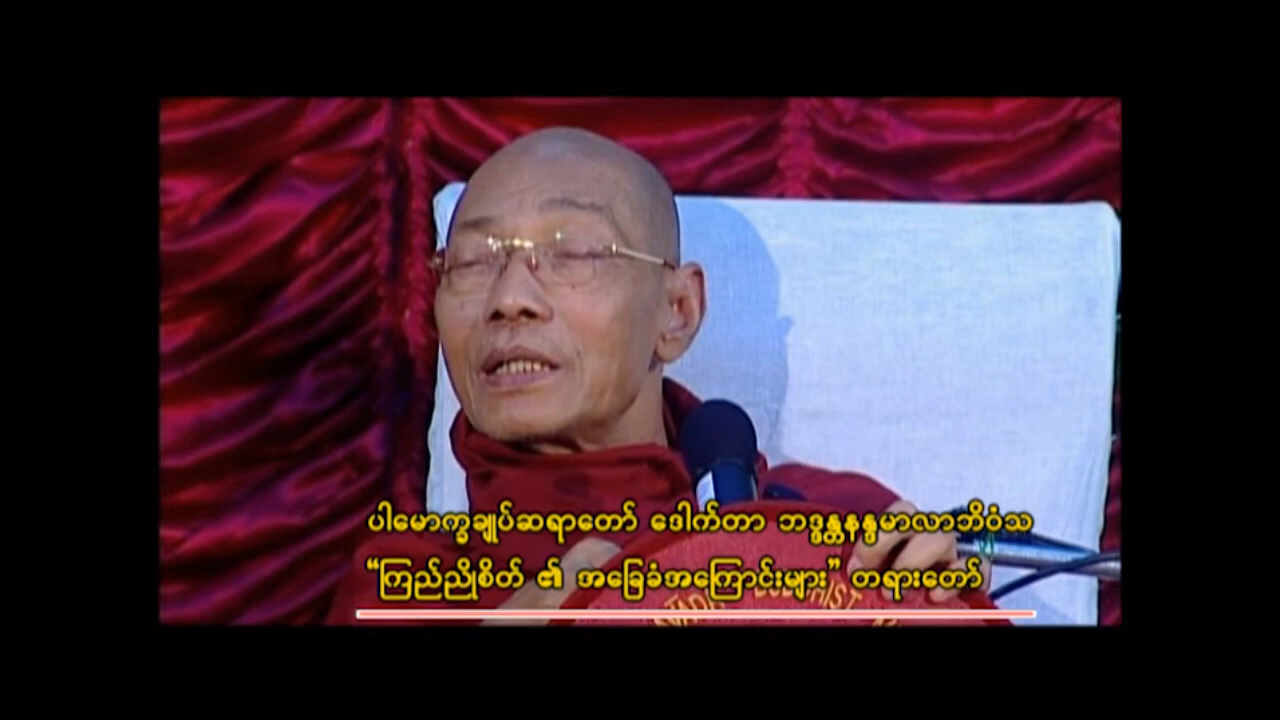 ပါမောက္ခချုပ်ဆရာတော် ဒေါက်တာ ဘဒ္ဒန္တနန္ဒမာလာဘိဝံသ
“ကြည်ညိုစိတ် ၏ အခြေခံအကြောင်းများ” တရားတော်